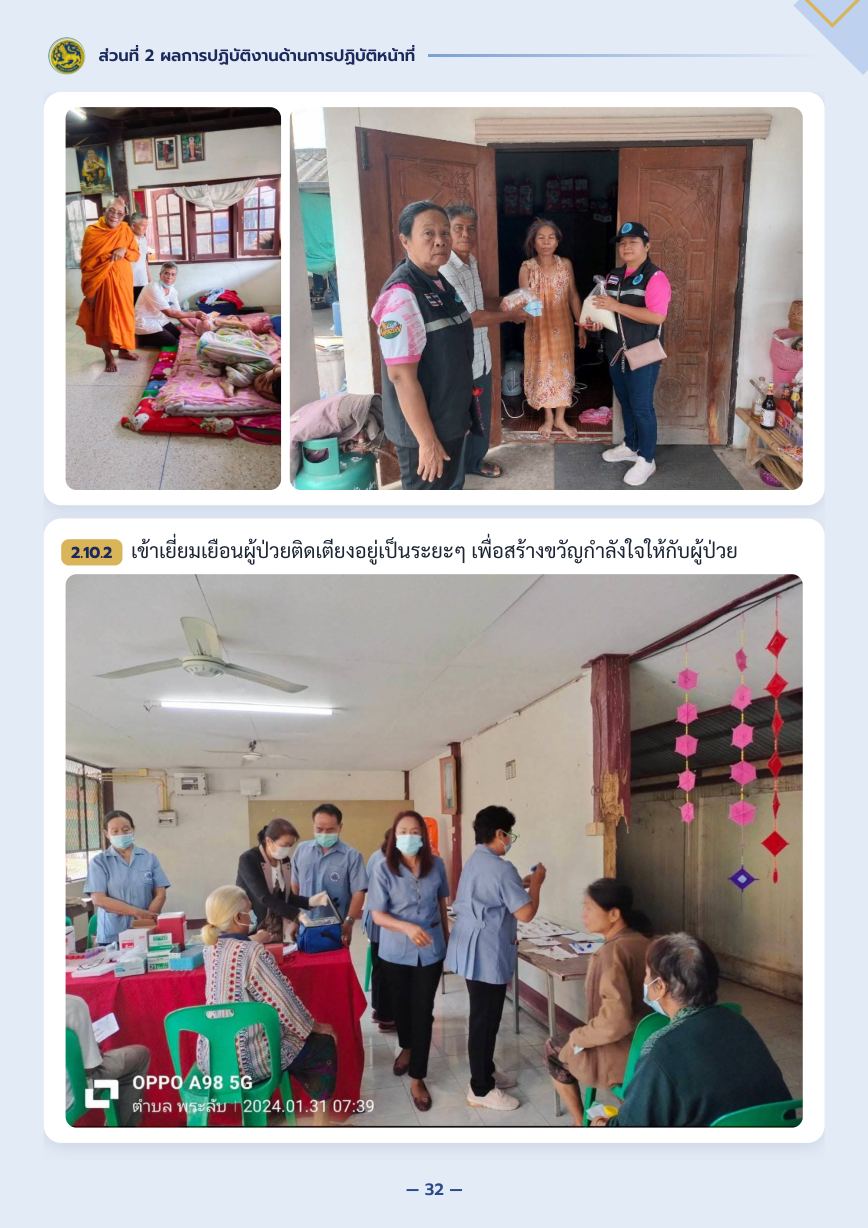 ส่วนที่ 2 ผลการปฏิบัติงานด้านการปฏิบัติหน้าที่
2.10.2 เข้าเยี่ยมเยือนผู้ป่วยติดเตียงอยู่เป็นระยะๆ เพื่อสร้างขวัญกำลังใจให้กับผู้ป่วย
OPPO A98 5G
ตำบล พระลับ | 2024.01.31 07:39
— 32 —